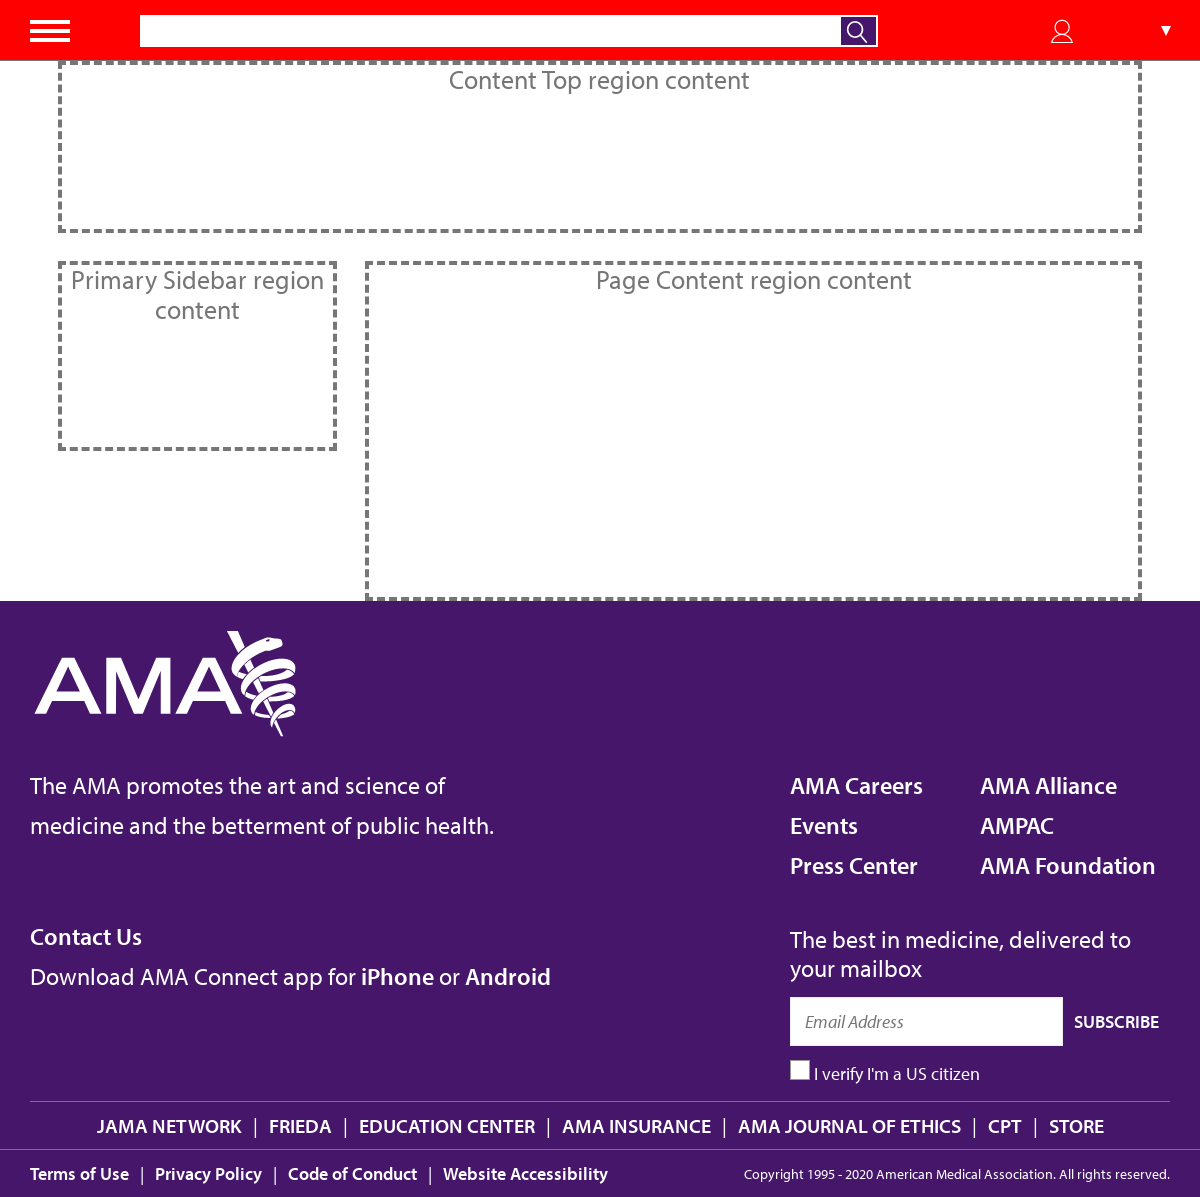 ▼
Content Top region content
Primary Sidebar region
content
Page Content region content
AMA
The AMA promotes the art and science of
medicine and the betterment of public health.
AMA Careers
Events
Press Center
AMA Alliance
AMPAC
AMA Foundation
Contact Us
Download AMA Connect app for iPhone or Android
The best in medicine, delivered to
your mailbox
Email Address
SUBSCRIBE
I verify I'm a US citizen
JAMA NETWORK | FRIEDA | EDUCATION CENTER | AMA INSURANCE | AMA JOURNAL OF ETHICS | CPT | STORE
Terms of Use | Privacy Policy | Code of Conduct | Website Accessibility
Copyright 1995 - 2020 American Medical Association. All rights reserved.